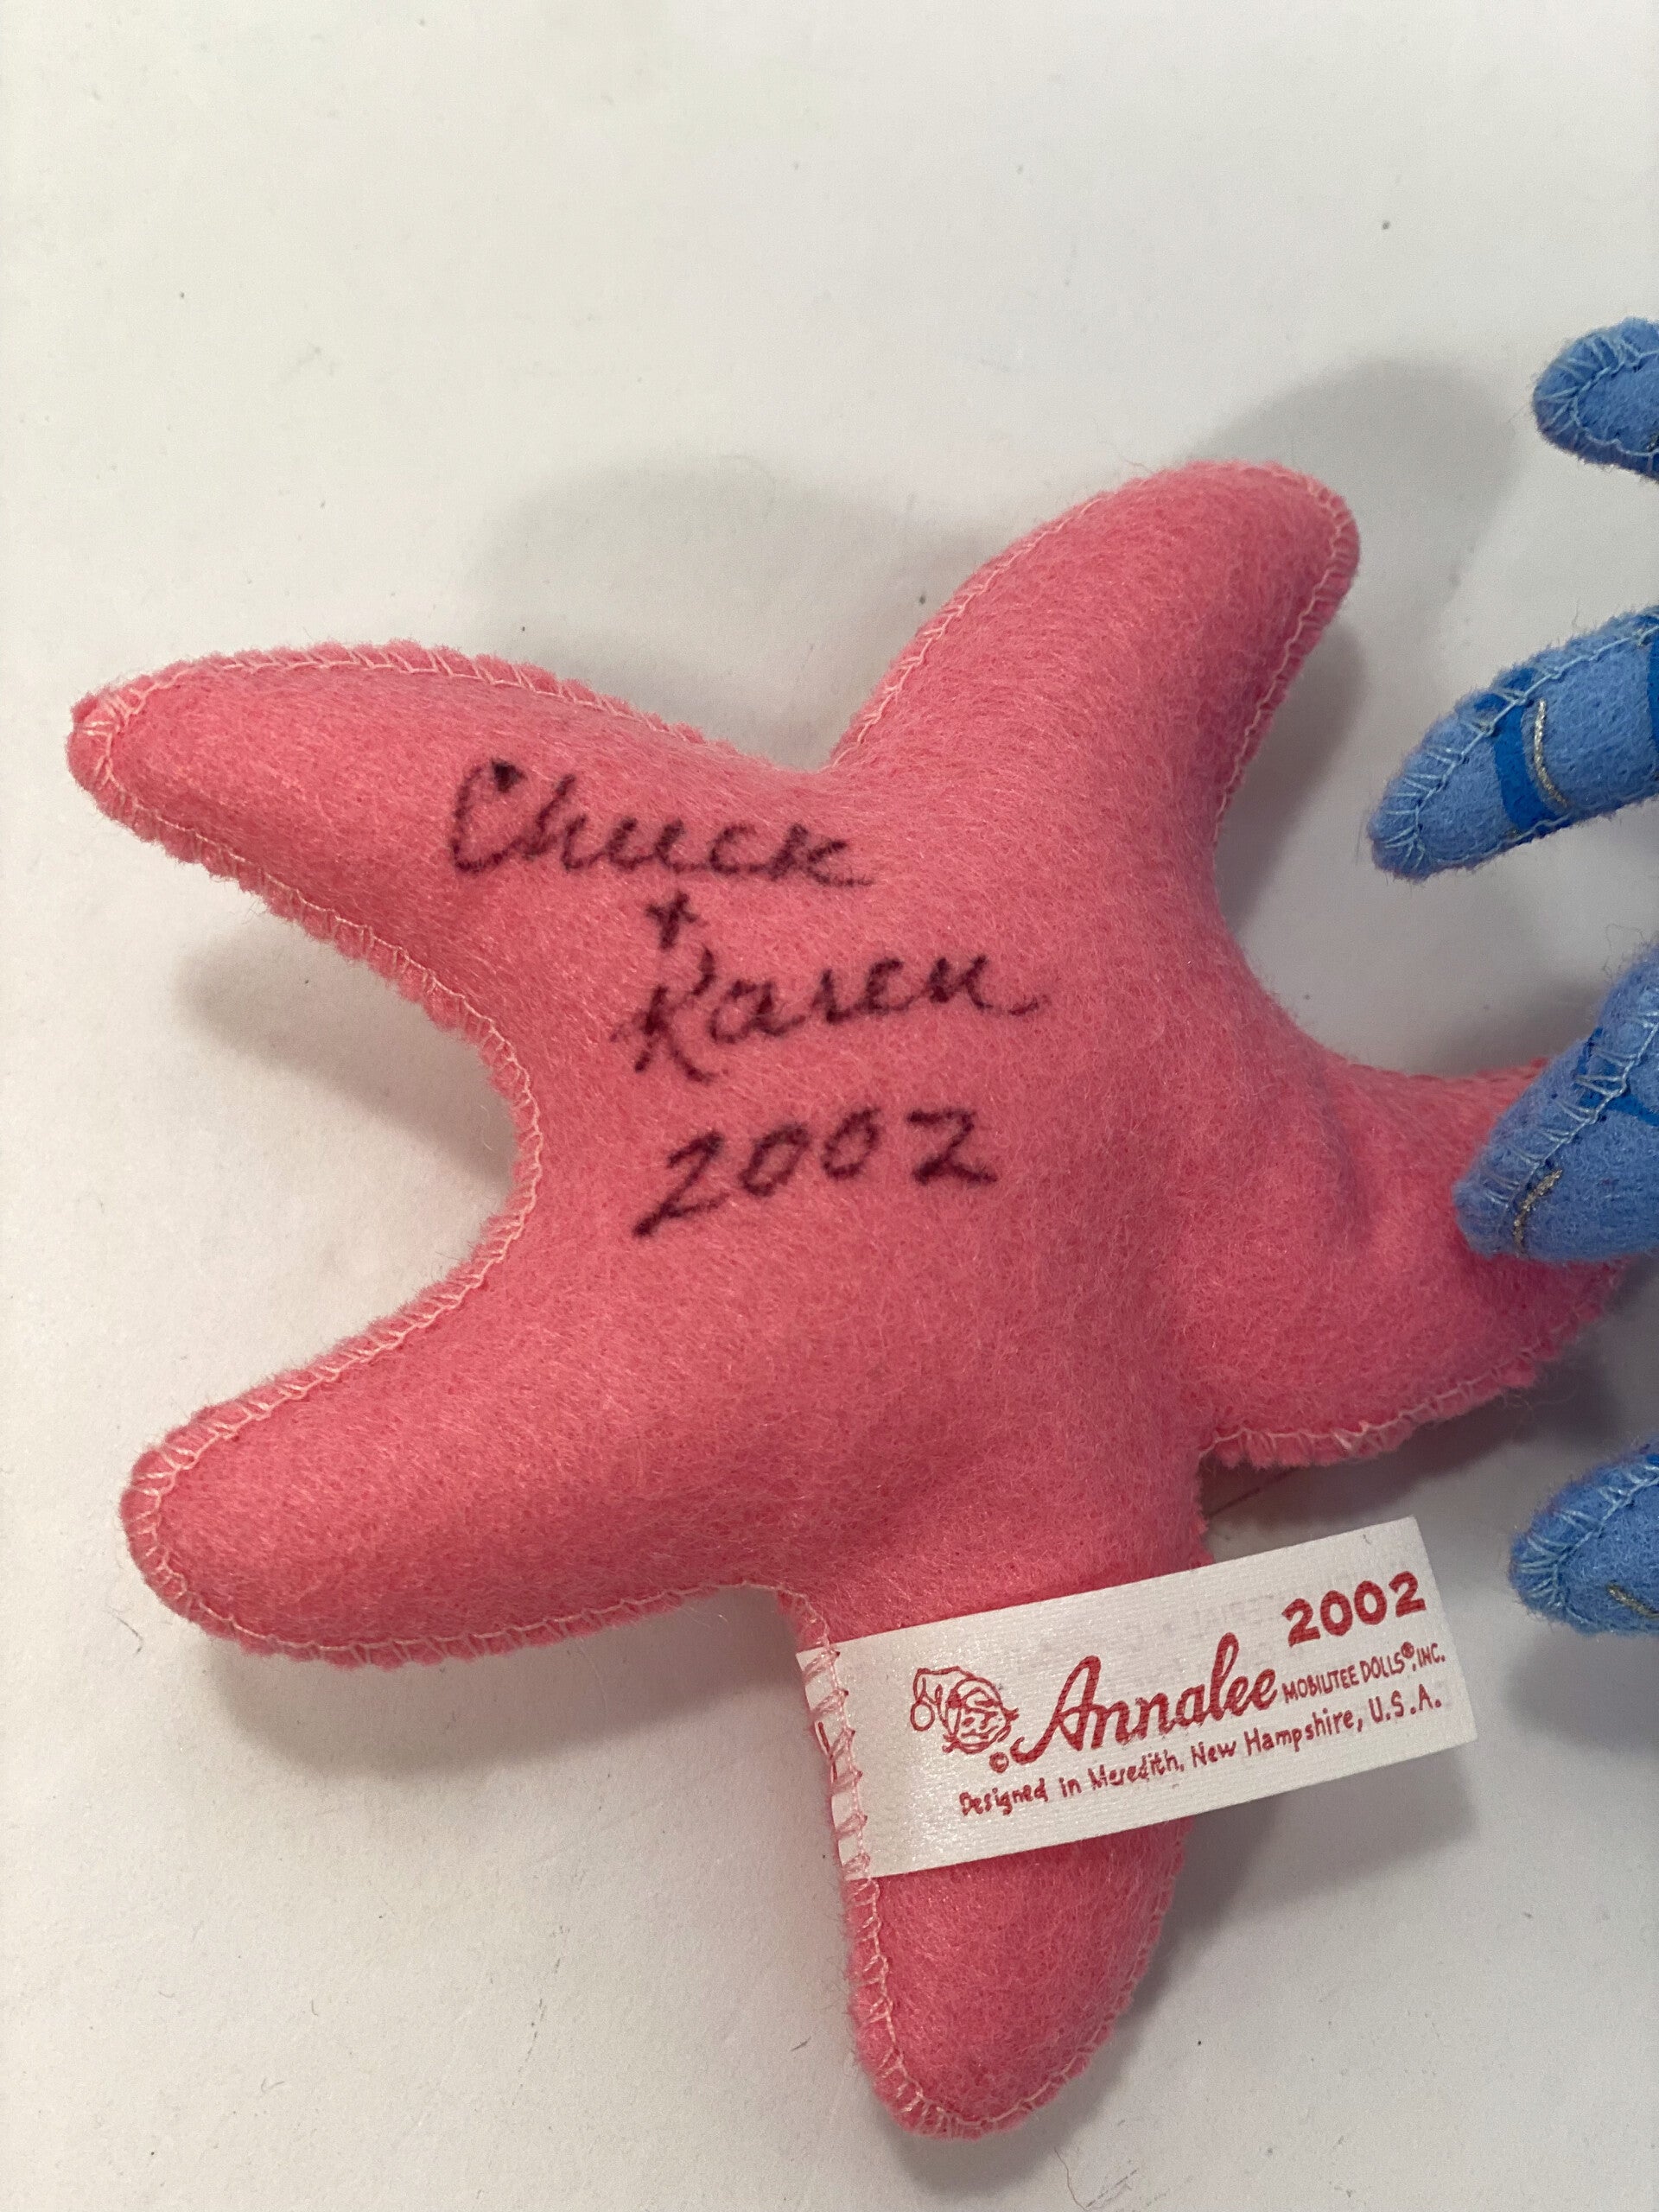 Chuck
+
Karen
2002
2002
© Annalee MOBILITEE DOLLS®, INC.
Designed in Meredith, New Hampshire, U.S.A.